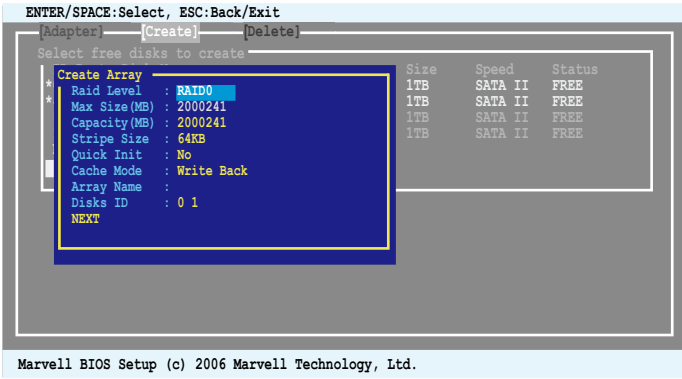 ENTER/SPACE:Select, ESC:Back/Exit
[Adapter] [Create] [Delete]
Select free disks to create
Size Speed Status
Create Array
* 1TB SATA II FREE
Raid Level : RAID0
* 1TB SATA II FREE
Max Size(MB) : 2000241
1TB SATA II FREE
Capacity(MB) : 2000241
1TB SATA II FREE
Stripe Size : 64KB
Quick Init : No
Cache Mode : Write Back
Array Name :
Disks ID : 0 1
NEXT
Marvell BIOS Setup (c) 2006 Marvell Technology, Ltd.